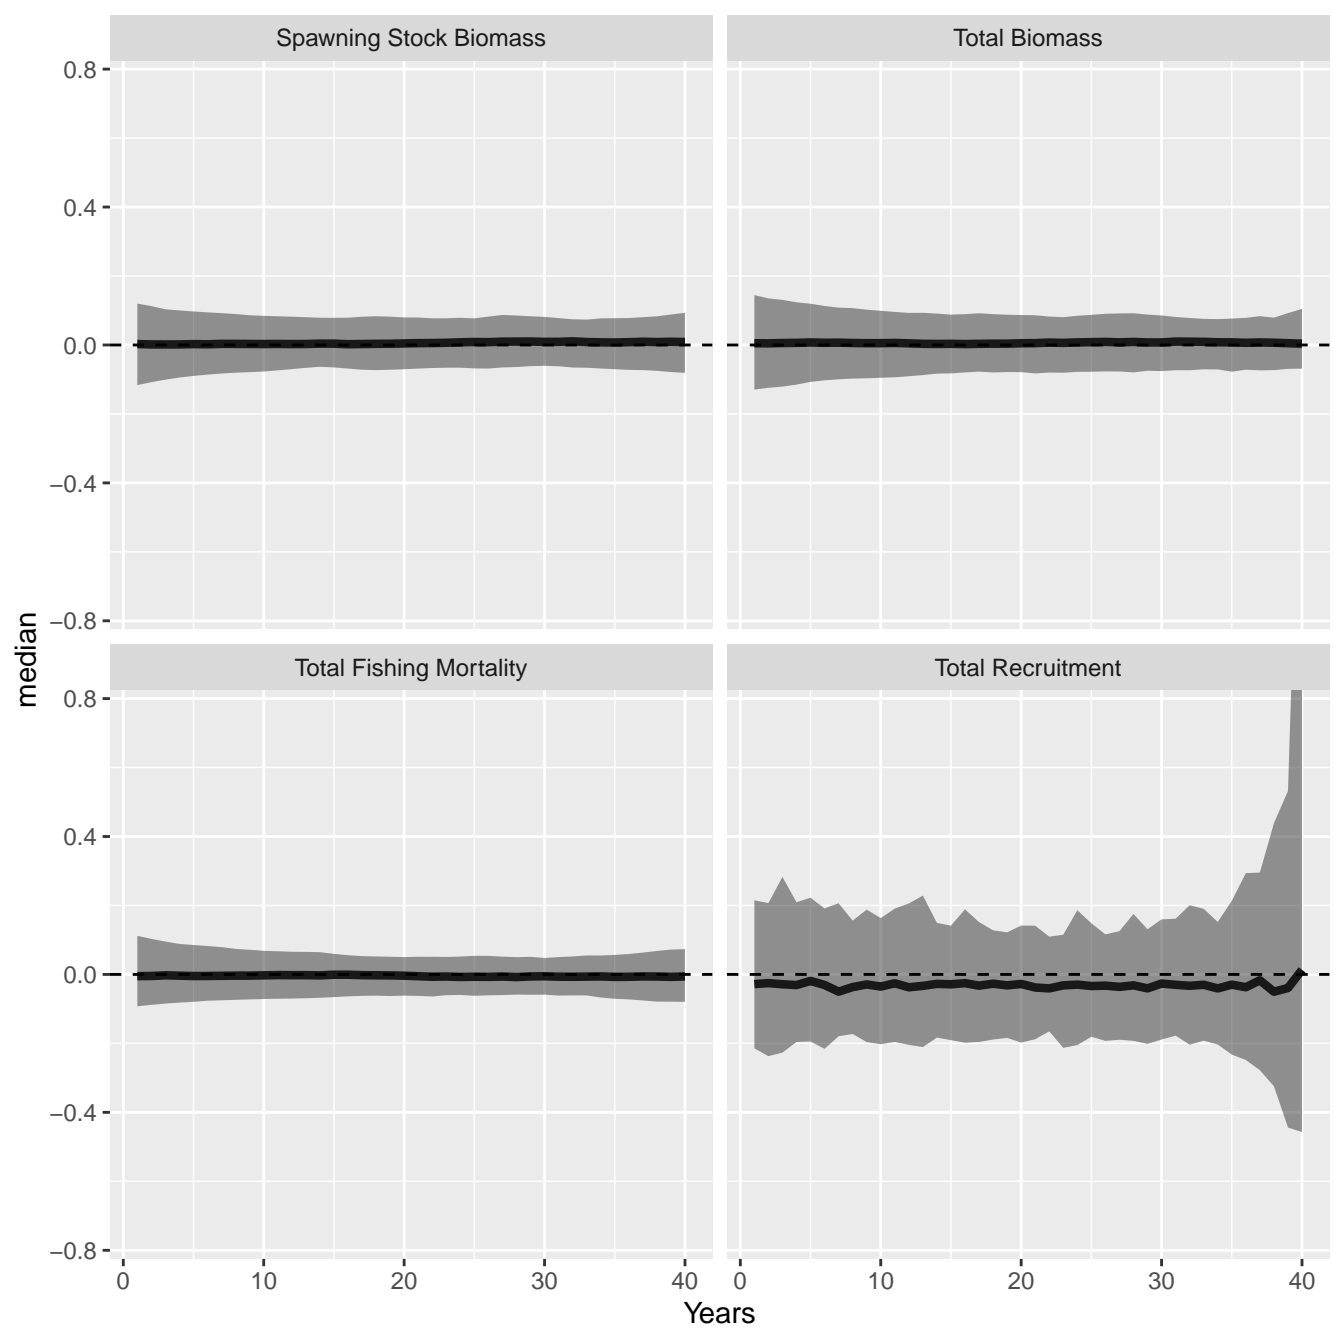 Spawning Stock Biomass
Total Biomass
0.8
0.4
0.0
−0.4
−0.8
median
Total Fishing Mortality
Total Recruitment
0.8
0.4
0.0
−0.4
−0.8
0 10 20 30 40
0 10 20 30 40
Years